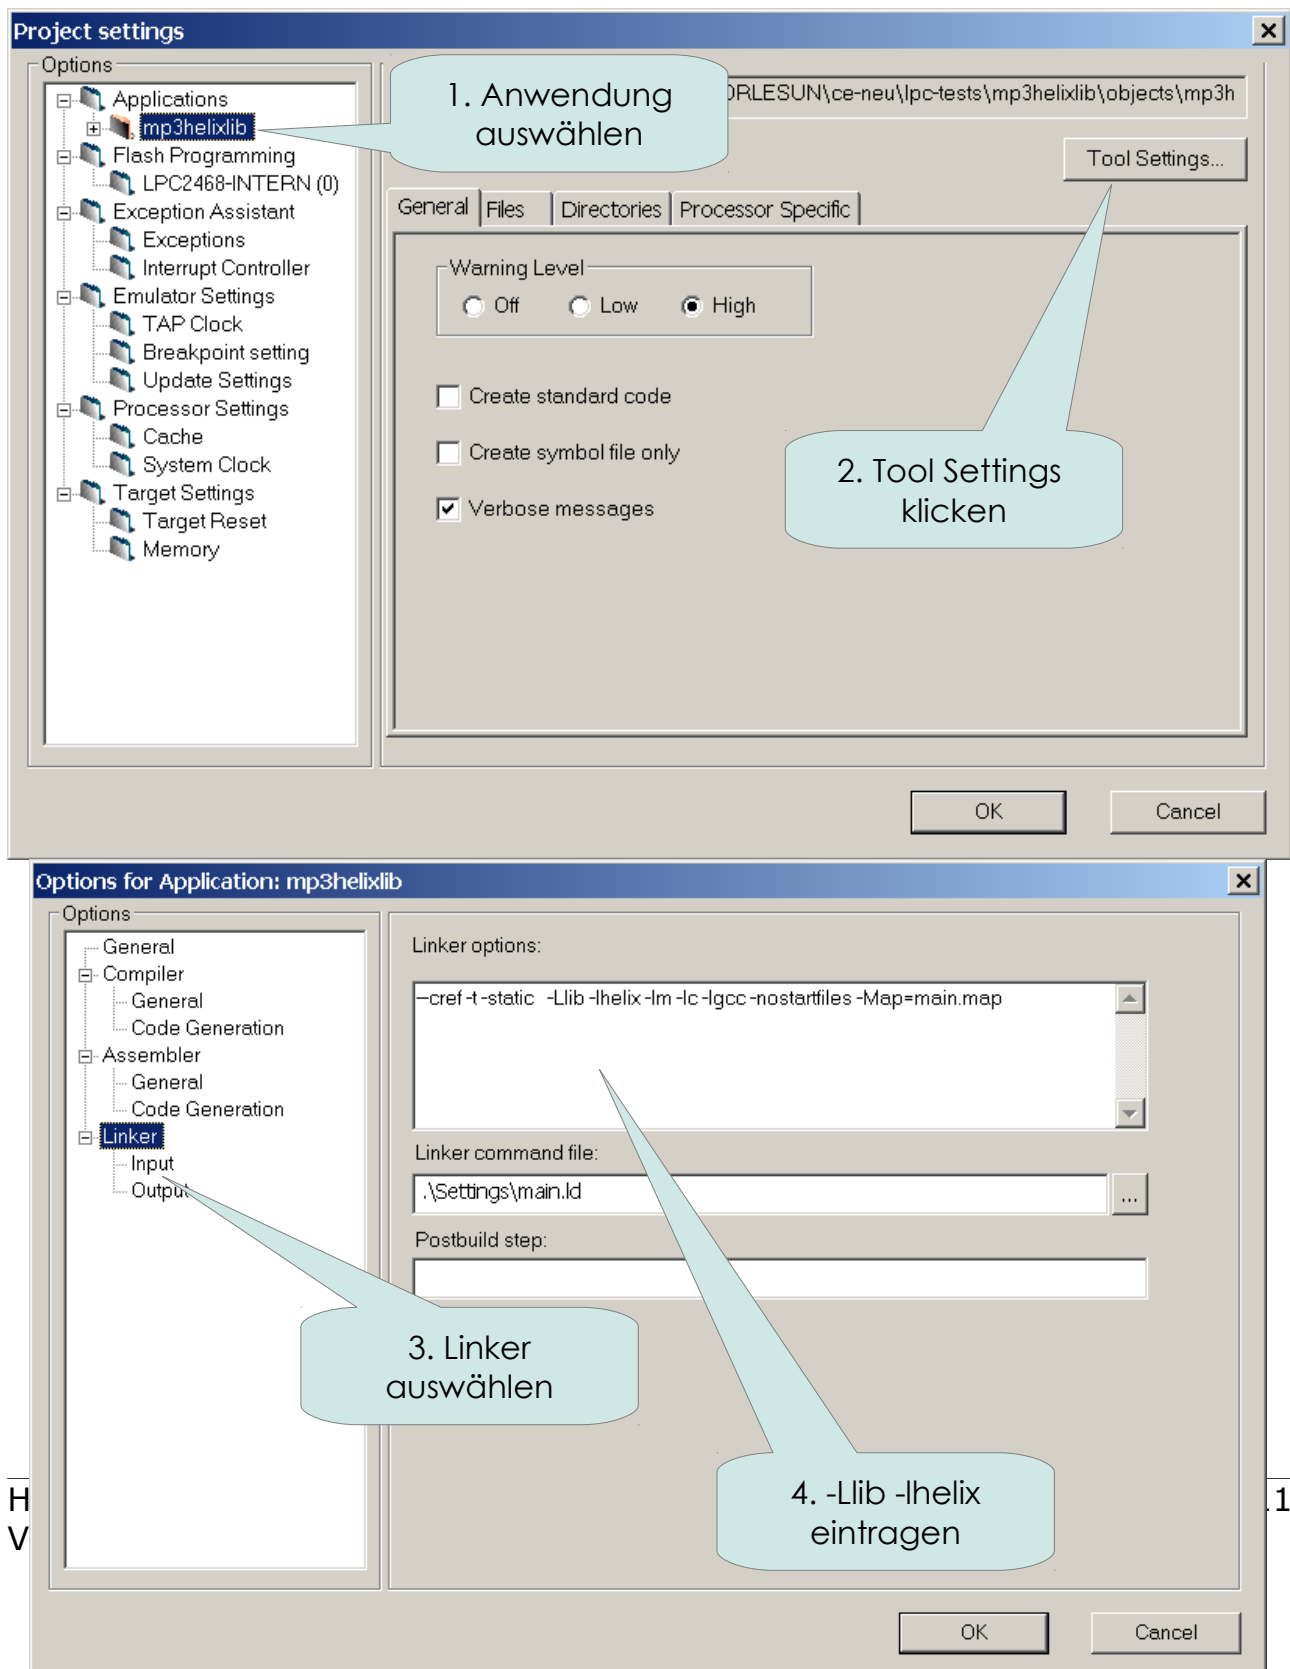 Project settings
Options
Applications
mp3helixlib
Flash Programming
LPC2468-INTERN (0)
Exception Assistant
Exceptions
Interrupt Controller
Emulator Settings
TAP Clock
Breakpoint setting
Update Settings
Processor Settings
Cache
System Clock
Target Settings
Target Reset
Memory
1. Anwendung
auswählen
\ce-neu\lpc-tests\mp3helixlib\objects\mp3h
Tool Settings...
General Files Directories Processor Specific
Warning Level
Off Low High
Create standard code
Create symbol file only
Verbose messages
2. Tool Settings
klicken
OK Cancel
Options for Application: mp3helixlib
Options
General
Compiler
General
Code Generation
Assembler
General
Code Generation
Linker
Input
Output
Linker options:
--cref -t -static -Llib -lhelix -lm -lc -lgcc -nostartfiles -Map=main.map
Linker command file:
.\Settings\main.ld
...
Postbuild step:
3. Linker
auswählen
4. -Llib -lhelix
eintragen
H
V
.1
OK Cancel